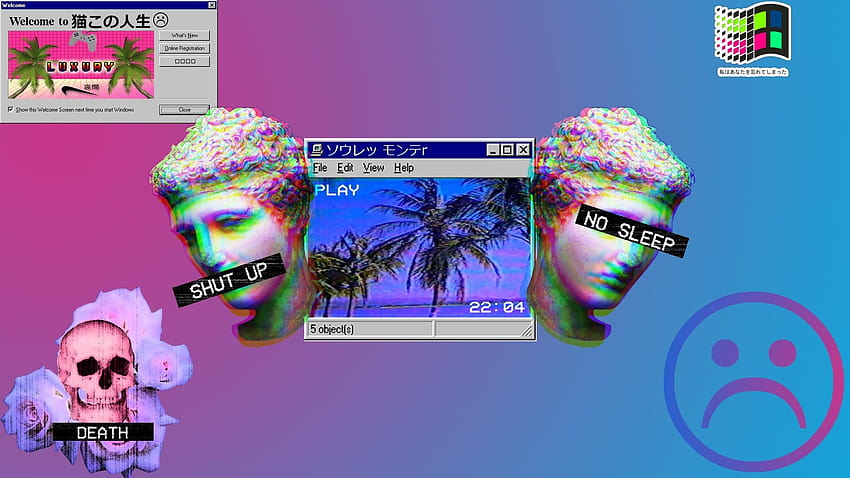 Welcome
Welcome to 猫この人生
What's New
Online Registration
□□□□
LUXURY
Show this Welcome Screen next time you start Windows
Close
私はあなたを忘れてしまった
ソウレッ モンテr
File Edit View Help
PLAY
22:04
5 object(s)
SHUT UP
NO SLEEP
DEATH